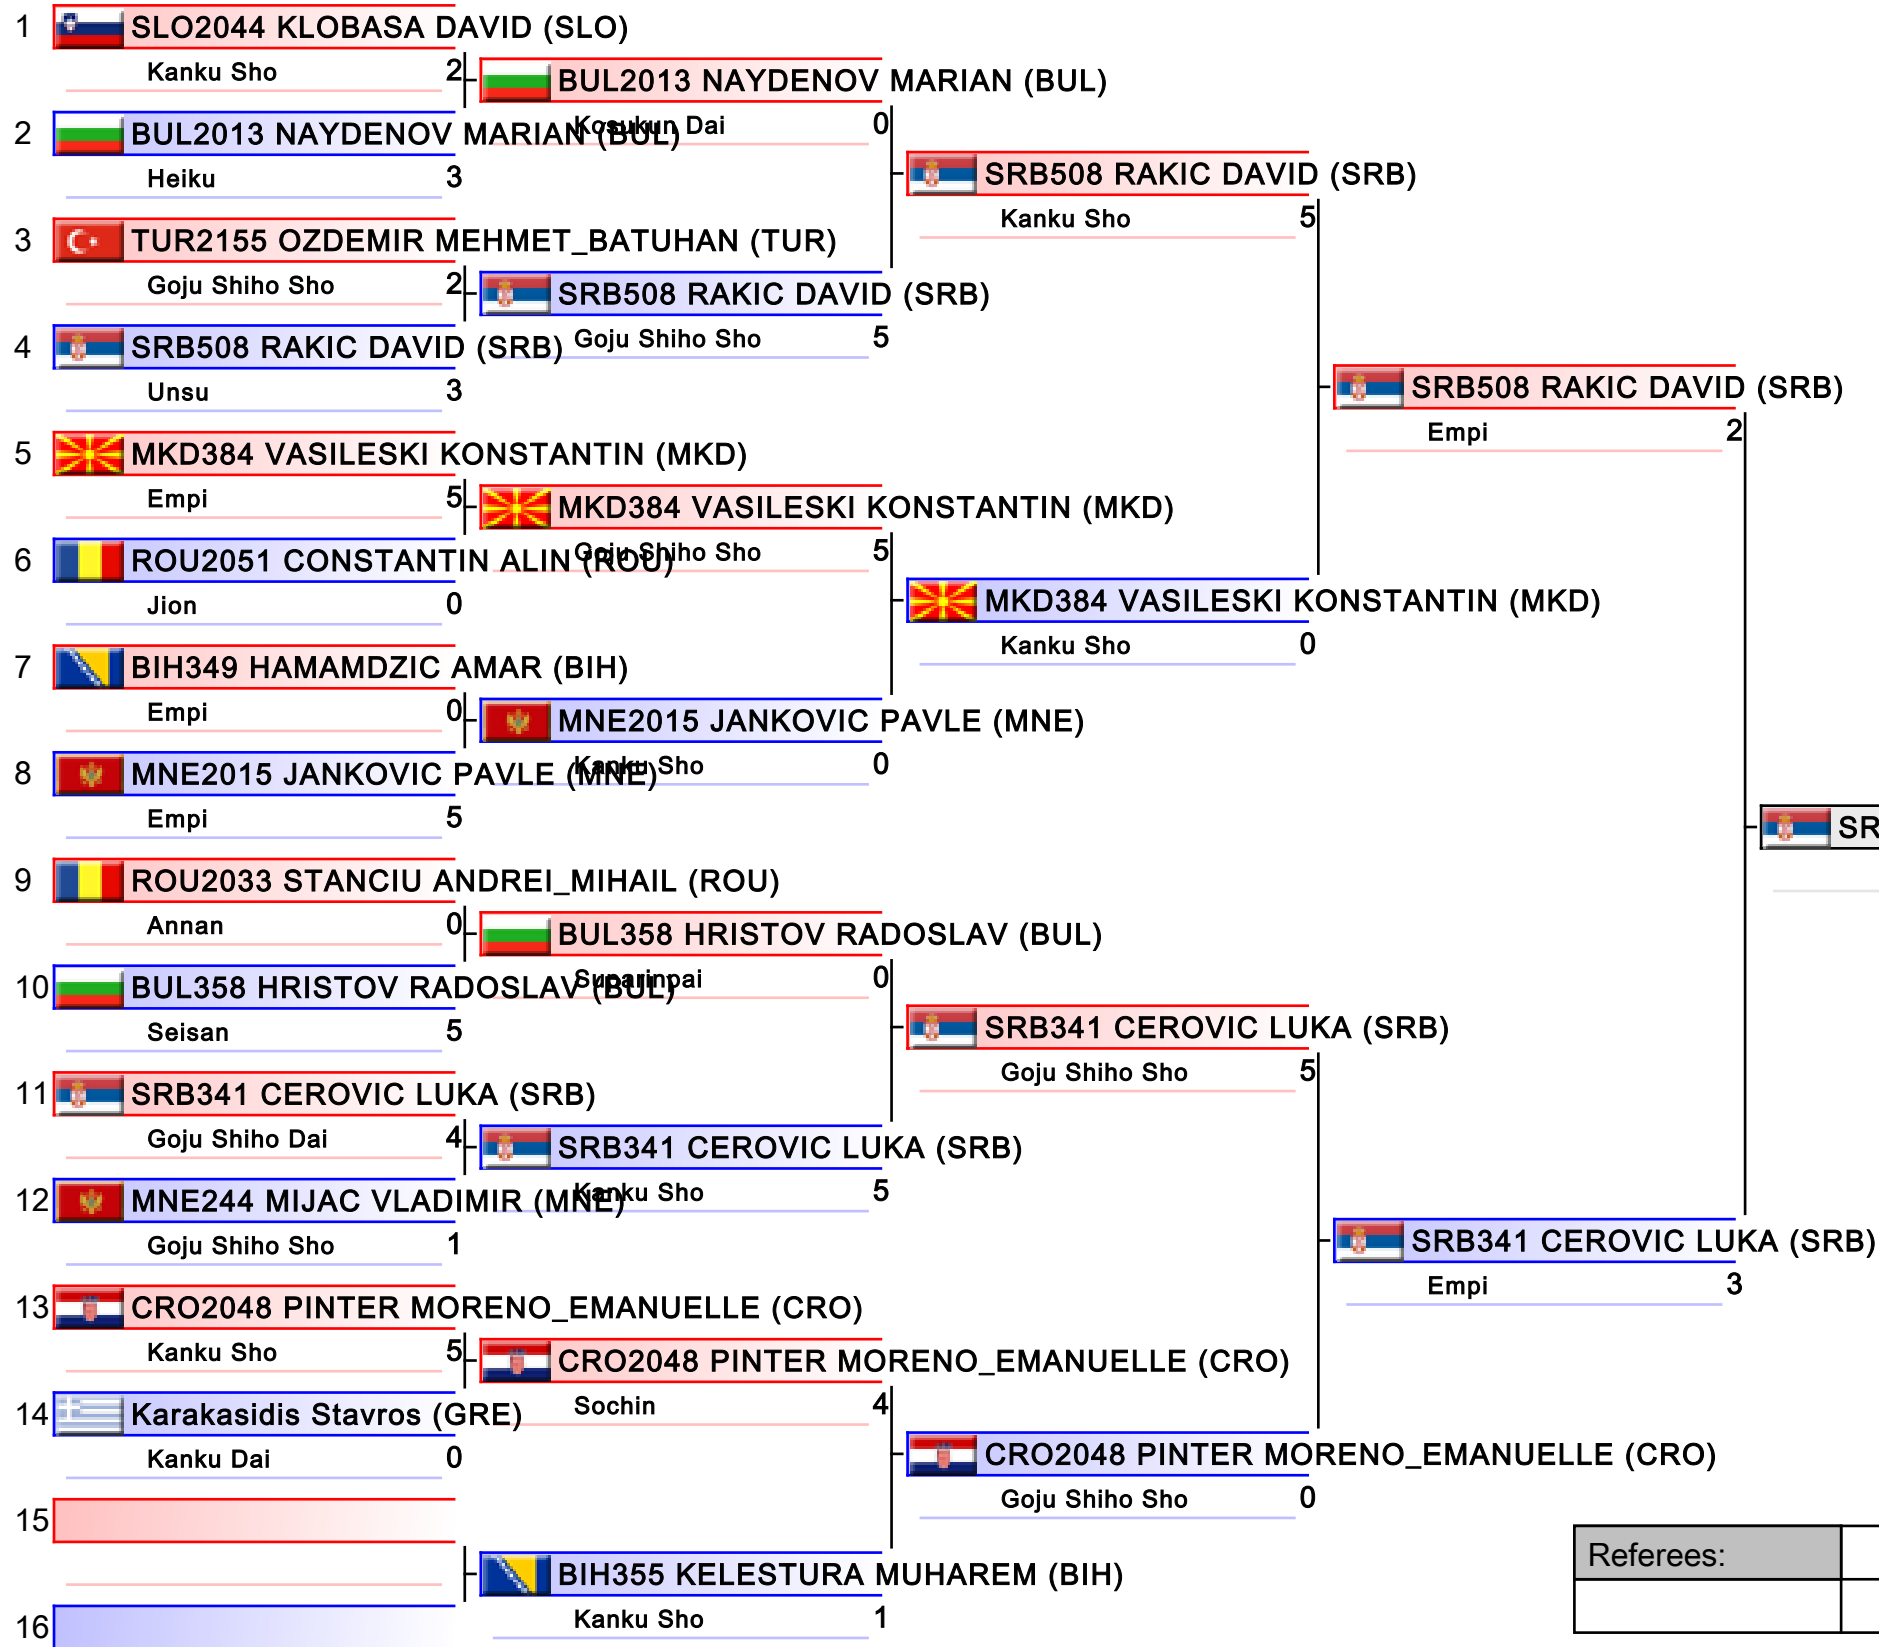 1 SLO2044 KLOBASA DAVID (SLO)
Kanku Sho 2
2 BUL2013 NAYDENOV MARIAN (BUL)
Heiku 3
3 TUR2155 OZDEMIR MEHMET_BATUHAN (TUR)
Goju Shiho Sho 2
4 SRB508 RAKIC DAVID (SRB)
Unsu 3
5 MKD384 VASILESKI KONSTANTIN (MKD)
Empi 5
6 ROU2051 CONSTANTIN ALIN (ROU)
Jion 0
7 BIH349 HAMAMDZIC AMAR (BIH)
Empi 0
8 MNE2015 JANKOVIC PAVLE (MNE)
Empi 5
9 ROU2033 STANCIU ANDREI_MIHAIL (ROU)
Annan 0
10 BUL358 HRISTOV RADOSLAV (BUL)
Seisan 5
11 SRB341 CEROVIC LUKA (SRB)
Goju Shiho Dai 4
12 MNE244 MIJAC VLADIMIR (MNE)
Goju Shiho Sho 1
13 CRO2048 PINTER MORENO_EMANUELLE (CRO)
Kanku Sho 5
14 Karakasidis Stavros (GRE)
Kanku Dai 0
15
16
BUL2013 NAYDENOV MARIAN (BUL)
Kosukun Dai 0
SRB508 RAKIC DAVID (SRB)
Goju Shiho Sho 5
MKD384 VASILESKI KONSTANTIN (MKD)
Goju Shiho Sho 5
MNE2015 JANKOVIC PAVLE (MNE)
Kanku Sho 0
BUL358 HRISTOV RADOSLAV (BUL)
Suparinpai 0
SRB341 CEROVIC LUKA (SRB)
Kanku Sho 5
CRO2048 PINTER MORENO_EMANUELLE (CRO)
Sochin 4
BIH355 KELESTURA MUHAREM (BIH)
Kanku Sho 1
SRB508 RAKIC DAVID (SRB)
Kanku Sho 5
MKD384 VASILESKI KONSTANTIN (MKD)
Kanku Sho 0
SRB341 CEROVIC LUKA (SRB)
Goju Shiho Sho 5
CRO2048 PINTER MORENO_EMANUELLE (CRO)
Goju Shiho Sho 0
SRB508 RAKIC DAVID (SRB)
Empi 2
SRB341 CEROVIC LUKA (SRB)
Empi 3
SR
Referees: